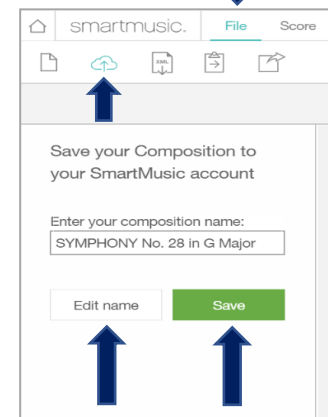 smartmusic. File Score
XML
Save your Composition to
your SmartMusic account
Enter your composition name:
SYMPHONY No. 28 in G Major
Edit name Save